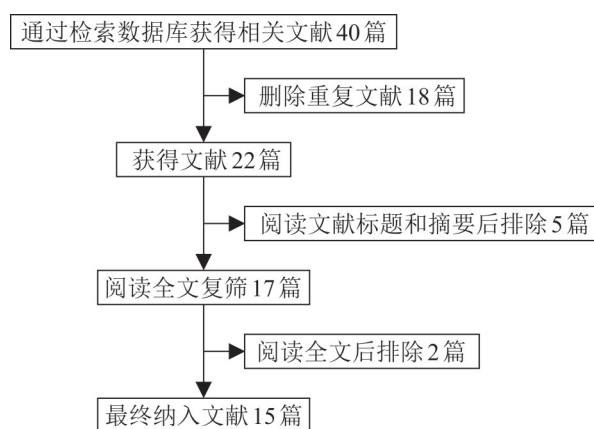 通过检索数据库获得相关文献40篇
删除重复文献18篇
获得文献22篇
阅读文献标题和摘要后排除5篇
阅读全文复筛17篇
阅读全文后排除2篇
最终纳入文献15篇